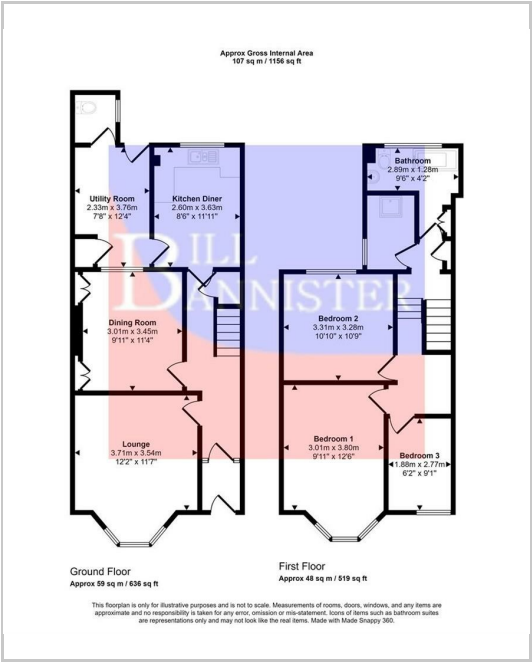 Approx Gross Internal Area
107 sq m / 1156 sq ft
Utility Room
2.33m x 3.76m
7'8" x 12'4"
Kitchen Diner
2.60m x 3.63m
8'6" x 11'11"
Bathroom
2.89m x 1.28m
9'6" x 4'2"
BILL
BANNISTER
Dining Room
3.01m x 3.45m
9'11" x 11'4"
Bedroom 2
3.31m x 3.28m
10'10" x 10'9"
Lounge
3.71m x 3.54m
12'2" x 11'7"
Bedroom 1
3.01m x 3.80m
9'11" x 12'6"
Bedroom 3
1.88m x 2.77m
6'2" x 9'1"
Ground Floor
Approx 59 sq m / 636 sq ft
First Floor
Approx 48 sq m / 519 sq ft
This floorplan is only for illustrative purposes and is not to scale. Measurements of rooms, doors, windows, and any items are
approximate and no responsibility is taken for any error, omission or mis-statement. Icons of items such as bathroom suites
are representations only and may not look like the real items. Made with Made Snappy 360.